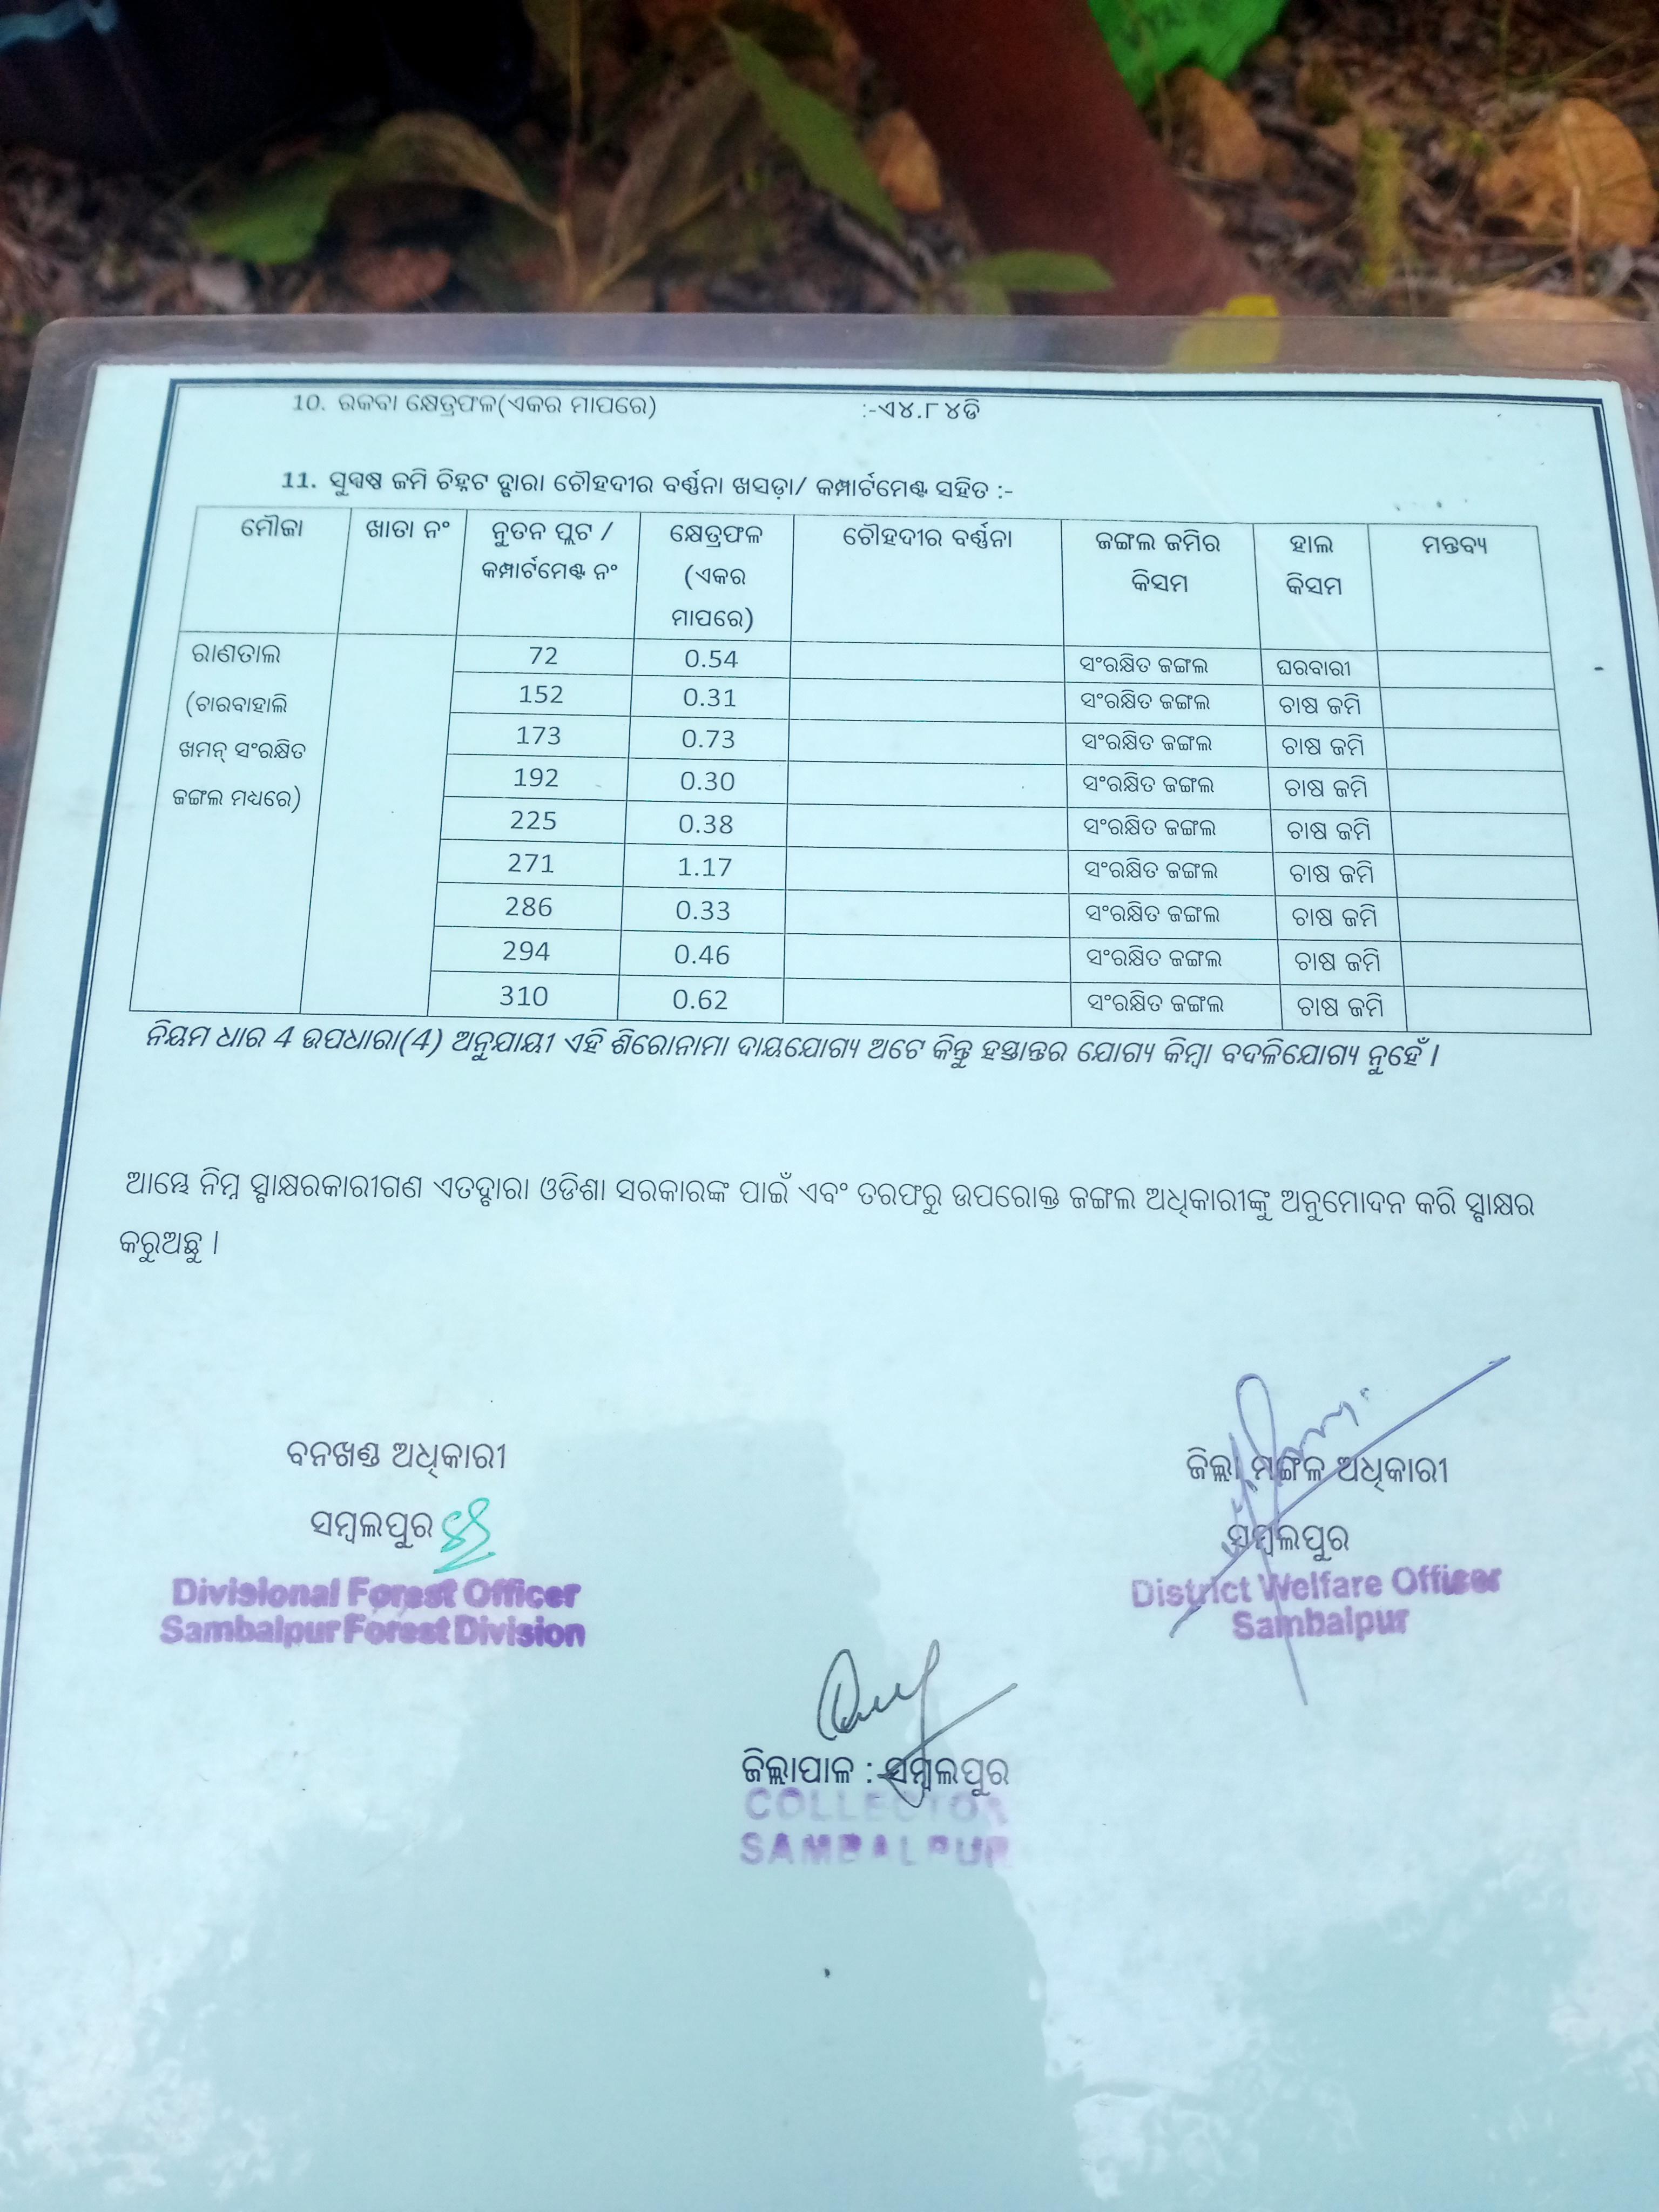 10. ରକବା କ୍ଷେତ୍ରଫଳ(ଏକର ମାପରେ) :-ଏ୪.୮୪ଡି
11. ସୁସ୍ପଷ୍ଟ ଜମି ଚିହ୍ନଟ ଦ୍ବାରା ଚୌହଦୀର ବର୍ଣ୍ଣନା ଖସଡ଼ା/ କମ୍ପାର୍ଟମେଣ୍ଟ ସହିତ :-
ମୌଜା ଖାତା ନଂ ନୁତନ ପ୍ଲଟ / କମ୍ପାର୍ଟମେଣ୍ଟ ନଂ କ୍ଷେତ୍ରଫଳ (ଏକର ମାପରେ) ଚୌହଦୀର ବର୍ଣ୍ଣନା ଜଙ୍ଗଲ ଜମିର କିସମ ହାଲ କିସମ ମନ୍ତବ୍ୟ
ରାଣତାଲ
(ଚାରବାହାଲି
ଖମନ୍ ସଂରକ୍ଷିତ
ଜଙ୍ଗଲ ମଧରେ)
72 0.54 ସଂରକ୍ଷିତ ଜଙ୍ଗଲ ଘରବାରୀ
152 0.31 ସଂରକ୍ଷିତ ଜଙ୍ଗଲ ଚାଷ ଜମି
173 0.73 ସଂରକ୍ଷିତ ଜଙ୍ଗଲ ଚାଷ ଜମି
192 0.30 ସଂରକ୍ଷିତ ଜଙ୍ଗଲ ଚାଷ ଜମି
225 0.38 ସଂରକ୍ଷିତ ଜଙ୍ଗଲ ଚାଷ ଜମି
271 1.17 ସଂରକ୍ଷିତ ଜଙ୍ଗଲ ଚାଷ ଜମି
286 0.33 ସଂରକ୍ଷିତ ଜଙ୍ଗଲ ଚାଷ ଜମି
294 0.46 ସଂରକ୍ଷିତ ଜଙ୍ଗଲ ଚାଷ ଜମି
310 0.62 ସଂରକ୍ଷିତ ଜଙ୍ଗଲ ଚାଷ ଜମି
ନିୟମ ଧାର 4 ଉପଧାରା(4) ଅନୁଯାୟୀ ଏହି ଶିରୋନାମା ଦାୟଯୋଗ୍ୟ ଅଟେ କିନ୍ତୁ ହସ୍ତାନ୍ତର ଯୋଗ୍ୟ କିମ୍ବା ବଦଳିଯୋଗ୍ୟ ନୁହେଁ ।
ଆମ୍ଭେ ନିମ୍ନ ସ୍ବାକ୍ଷରକାରୀଗଣ ଏତଦ୍ବାରା ଓଡିଶା ସରକାରଙ୍କ ପାଇଁ ଏବଂ ତରଫରୁ ଉପରୋକ୍ତ ଜଙ୍ଗଲ ଅଧିକାରୀଙ୍କୁ ଅନୁମୋଦନ କରି ସ୍ବାକ୍ଷର
କରୁଅଛୁ ।
ବନଖଣ୍ଡ ଅଧିକାରୀ
ସମ୍ବଲପୁର
Divisional Forest Officer
Sambalpur Forest Division
ଜିଲ୍ଲା ମଙ୍ଗଳ ଅଧିକାରୀ
ସମ୍ବଲପୁର
District Welfare Officer
Sambalpur
ଜିଲ୍ଲାପାଳ : ସମ୍ବଲପୁର
COLLECTOR
SAMBALPUR